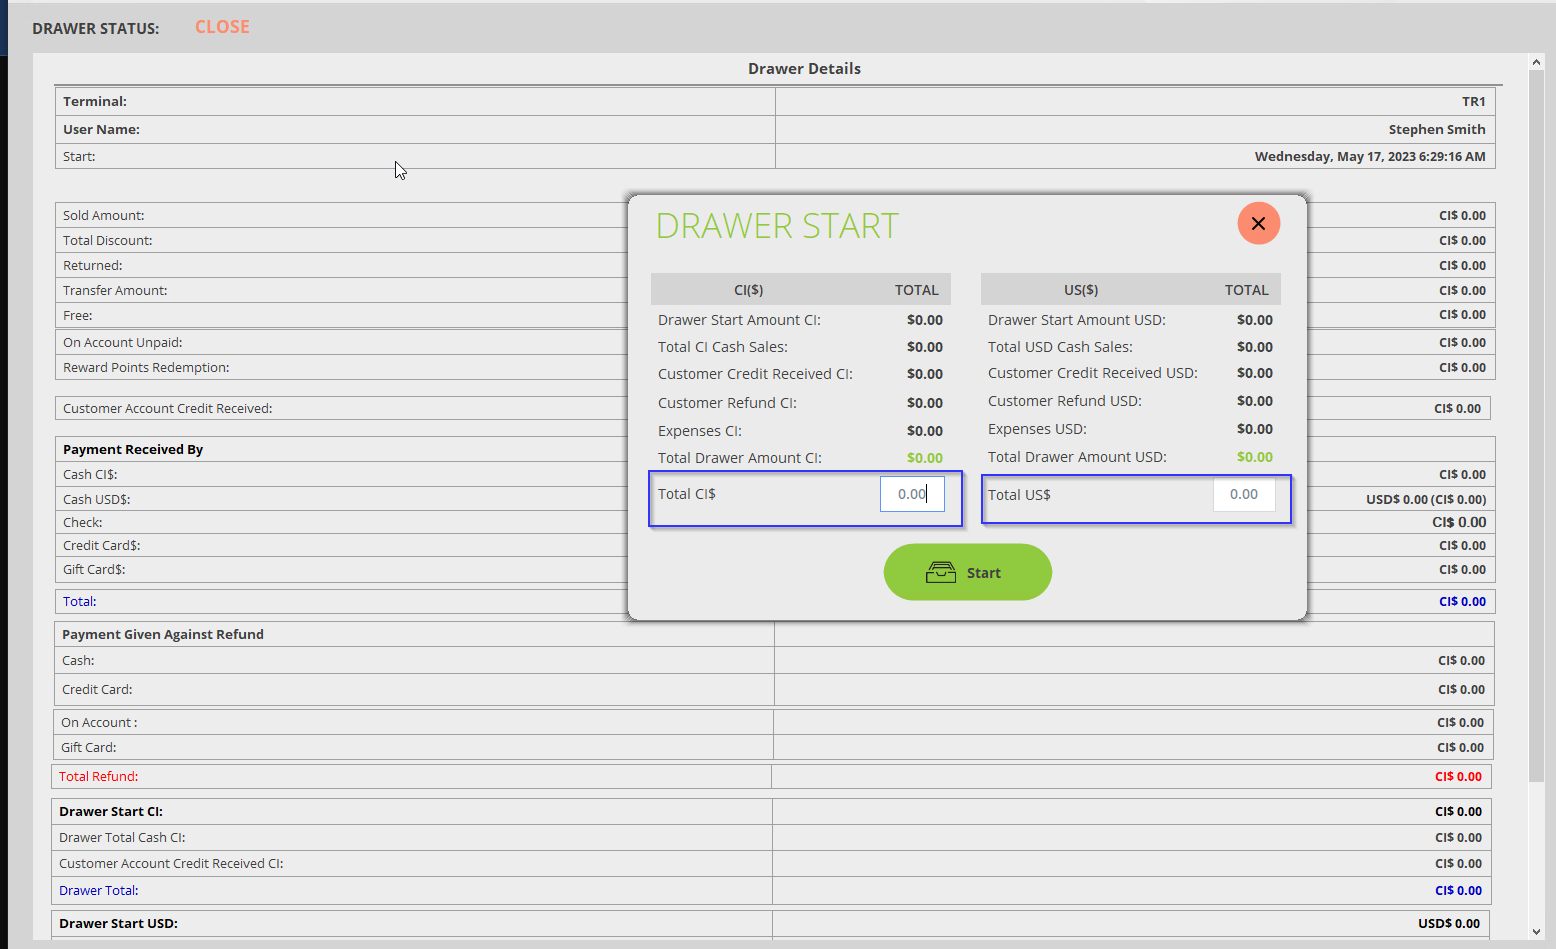 DRAWER STATUS: CLOSE
Drawer Details
Terminal: TR1
User Name: Stephen Smith
Start: Wednesday, May 17, 2023 6:29:16 AM
Sold Amount: CI$ 0.00
Total Discount: CI$ 0.00
Returned: CI$ 0.00
Transfer Amount: CI$ 0.00
Free: CI$ 0.00
On Account Unpaid: CI$ 0.00
Reward Points Redemption: CI$ 0.00
Customer Account Credit Received: CI$ 0.00
Payment Received By
Cash CI$: CI$ 0.00
Cash USD$: USD$ 0.00 (CI$ 0.00)
Check: CI$ 0.00
Credit Card$: CI$ 0.00
Gift Card$: CI$ 0.00
Total: CI$ 0.00
DRAWER START
CI($) TOTAL
Drawer Start Amount CI: $0.00
Total CI Cash Sales: $0.00
Customer Credit Received CI: $0.00
Customer Refund CI: $0.00
Expenses CI: $0.00
Total Drawer Amount CI: $0.00
Total CI$ 0.00
US($) TOTAL
Drawer Start Amount USD: $0.00
Total USD Cash Sales: $0.00
Customer Credit Received USD: $0.00
Customer Refund USD: $0.00
Expenses USD: $0.00
Total Drawer Amount USD: $0.00
Total US$ 0.00
Start
Payment Given Against Refund
Cash: CI$ 0.00
Credit Card: CI$ 0.00
On Account : CI$ 0.00
Gift Card: CI$ 0.00
Total Refund: CI$ 0.00
Drawer Start CI: CI$ 0.00
Drawer Total Cash CI: CI$ 0.00
Customer Account Credit Received CI: CI$ 0.00
Drawer Total: CI$ 0.00
Drawer Start USD: USD$ 0.00